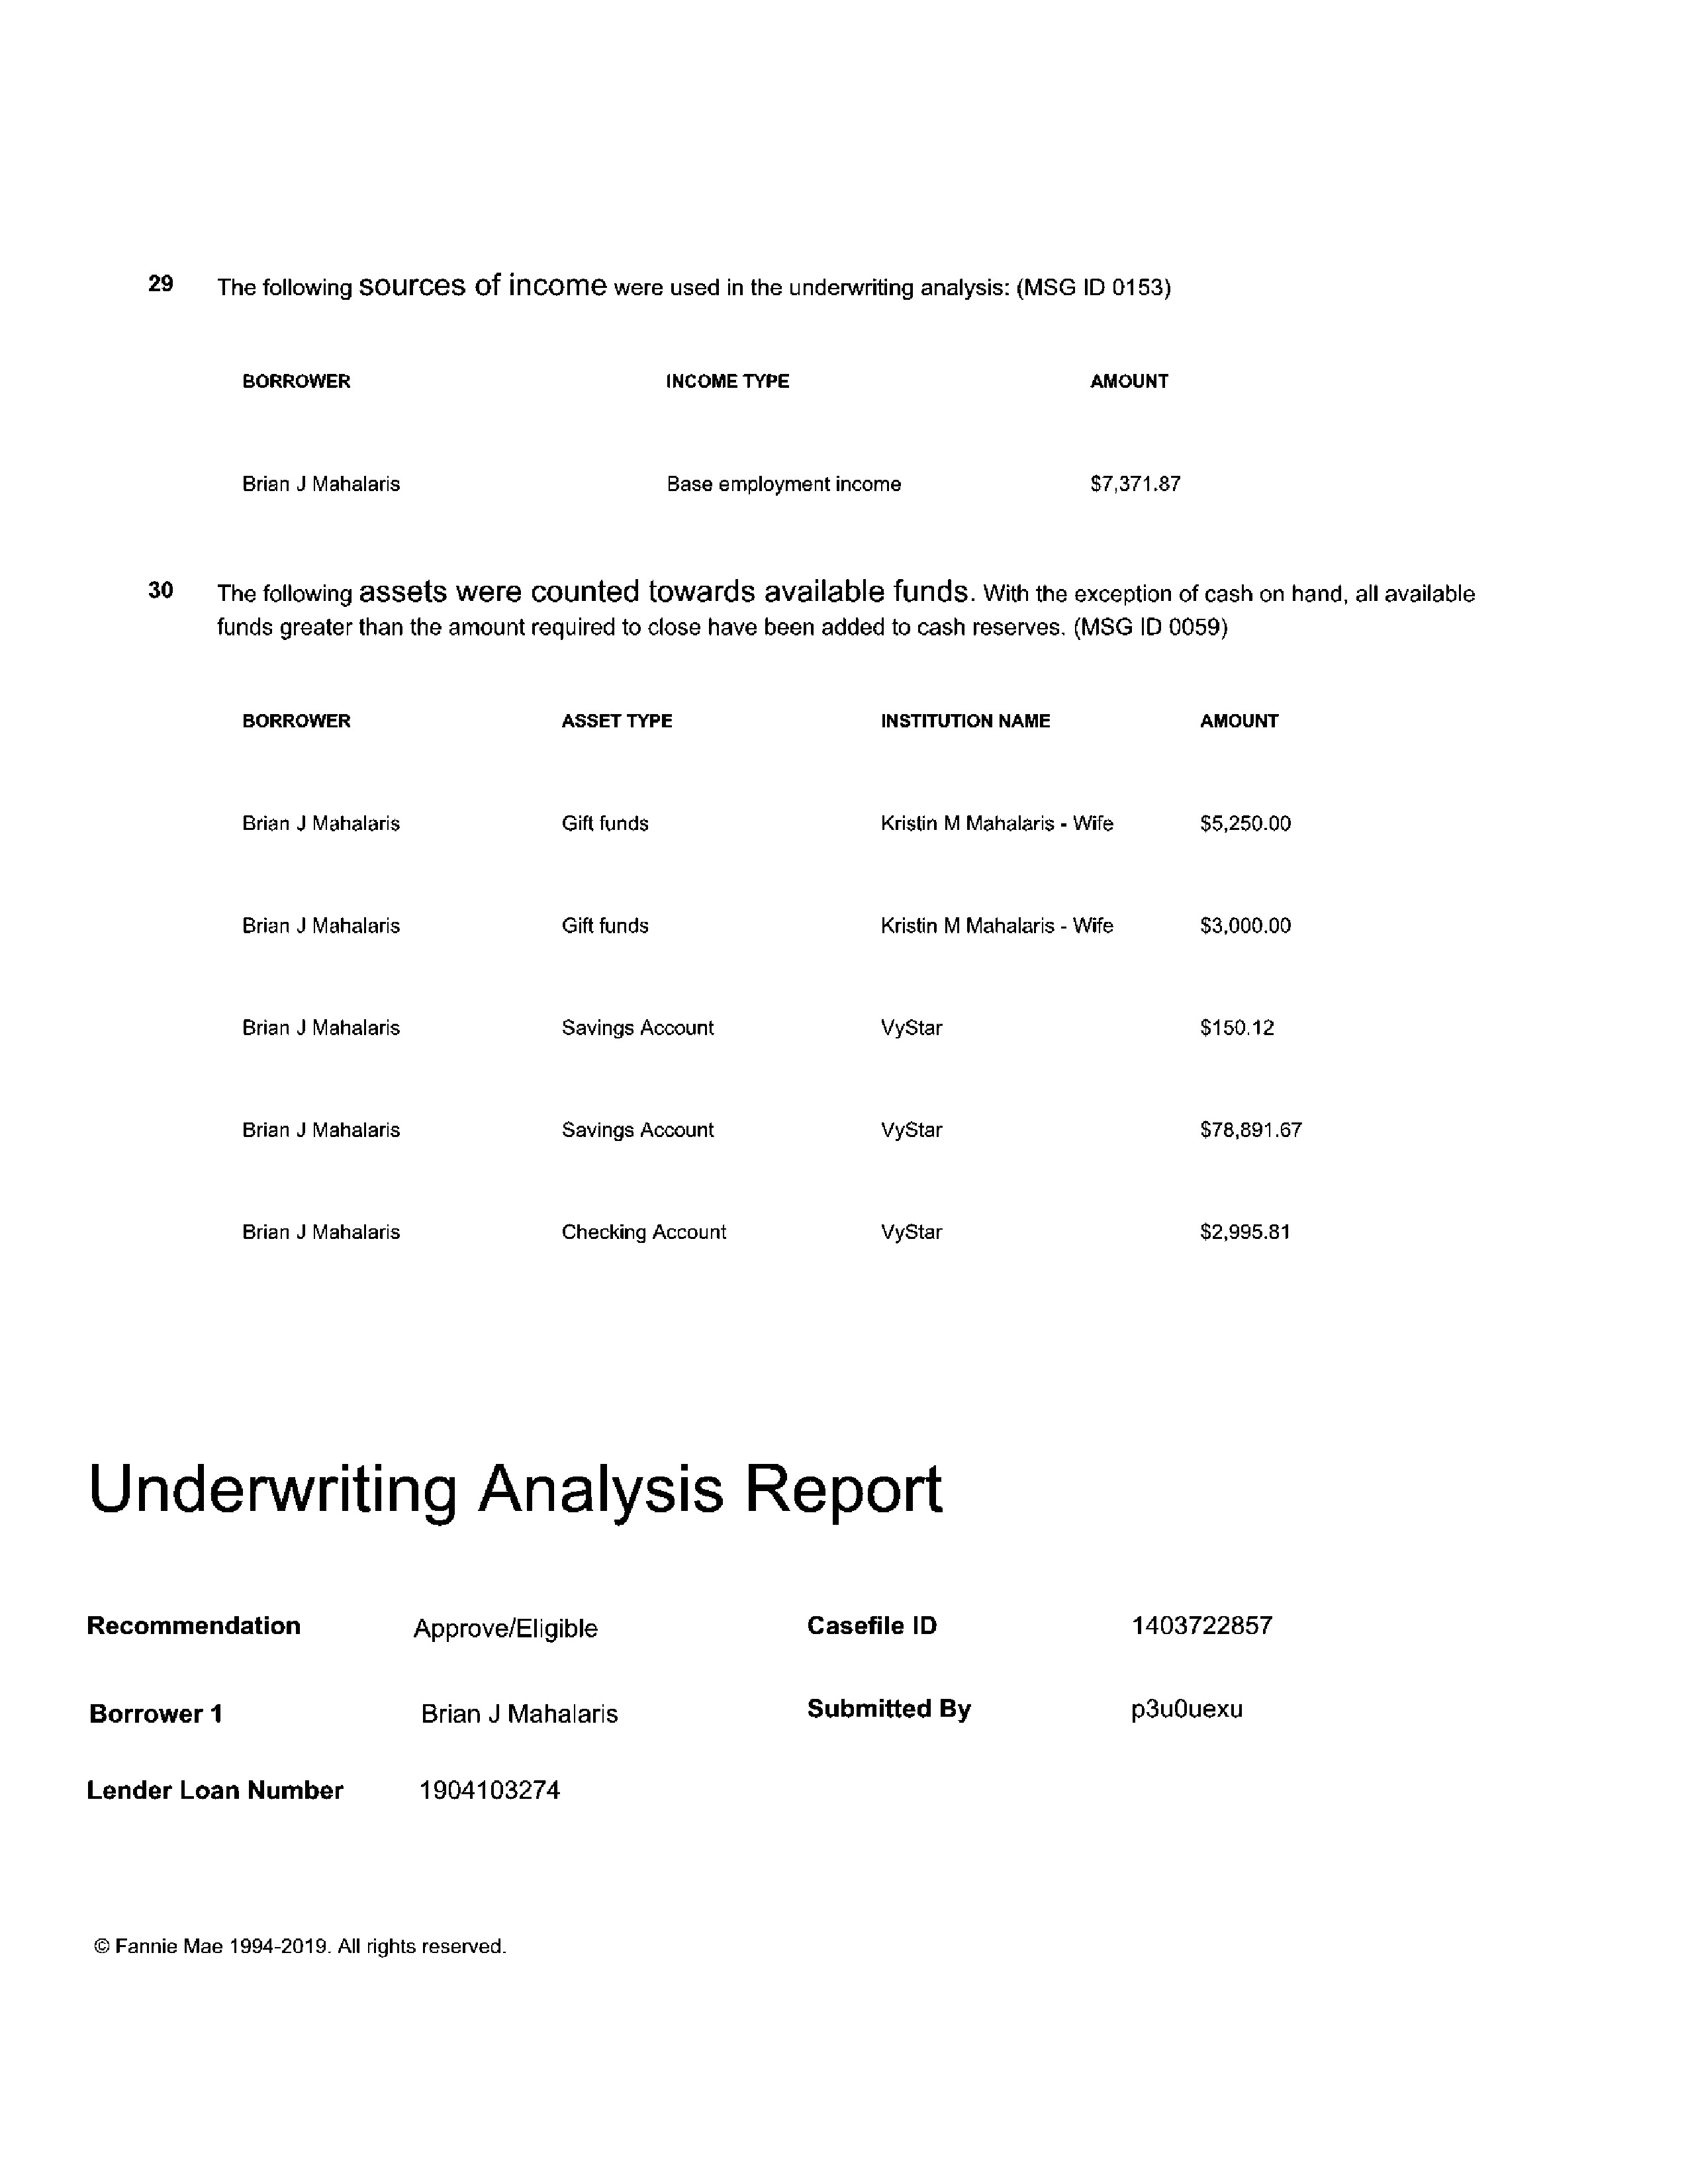 29 The following sources of income were used in the underwriting analysis: (MSG ID 0153)
BORROWER INCOME TYPE AMOUNT
Brian J Mahalaris Base employment income $7,371.87
30 The following assets were counted towards available funds. With the exception of cash on hand, all available
funds greater than the amount required to close have been added to cash reserves. (MSG ID 0059)
BORROWER ASSET TYPE INSTITUTION NAME AMOUNT
Brian J Mahalaris Gift funds Kristin M Mahalaris - Wife $5,250.00
Brian J Mahalaris Gift funds Kristin M Mahalaris - Wife $3,000.00
Brian J Mahalaris Savings Account VyStar $150.12
Brian J Mahalaris Savings Account VyStar $78,891.67
Brian J Mahalaris Checking Account VyStar $2,995.81
Underwriting Analysis Report
Recommendation Approve/Eligible Casefile ID 1403722857
Borrower 1 Brian J Mahalaris Submitted By p3u0uexu
Lender Loan Number 1904103274
© Fannie Mae 1994-2019. All rights reserved.